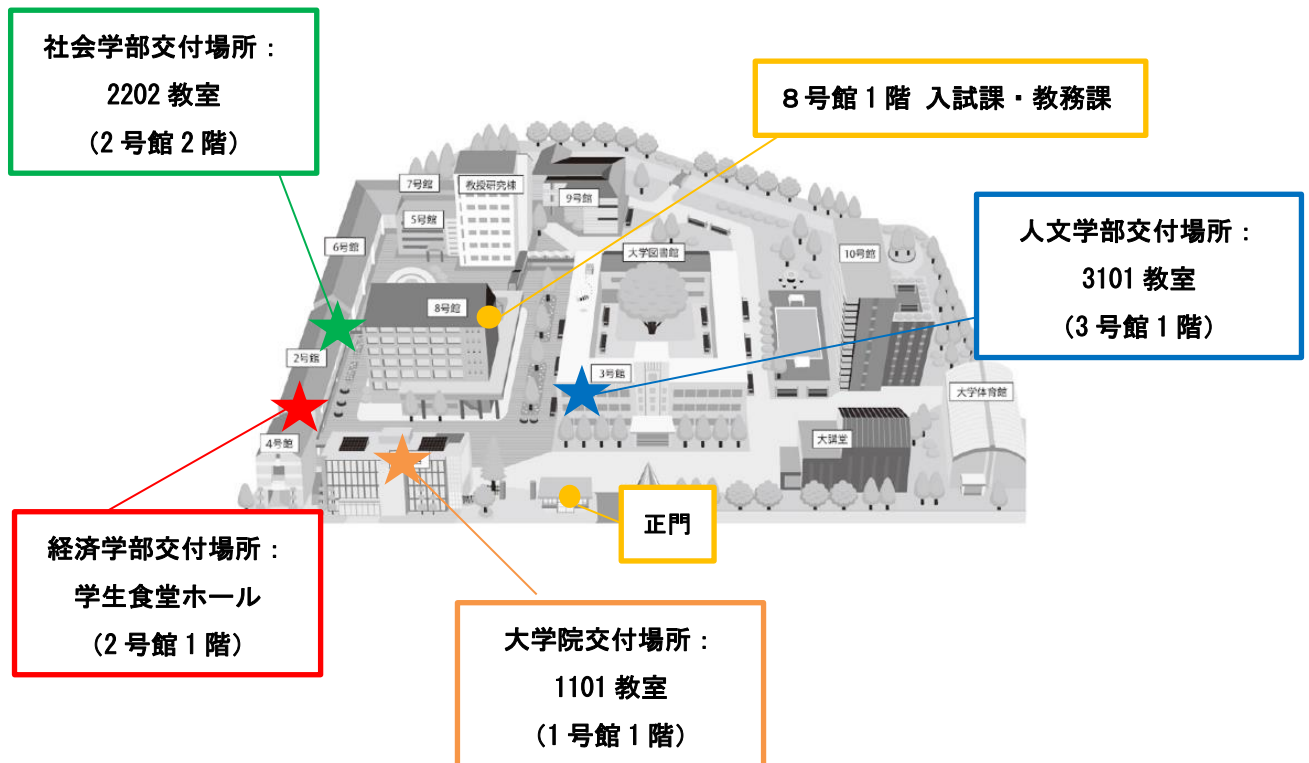 社会学部交付場所：
2202 教室
（2 号館 2 階）
８号館 1 階 入試課・教務課
人文学部交付場所：
3101 教室
（3 号館 1 階）
7号館
教授研究棟
9号館
5号館
6号館
大学図書館
10号館
8号館
2号館
3号館
大学体育館
4号館
大講堂
正門
経済学部交付場所：
学生食堂ホール
（2 号館 1 階）
大学院交付場所：
1101 教室
（1 号館 1 階）